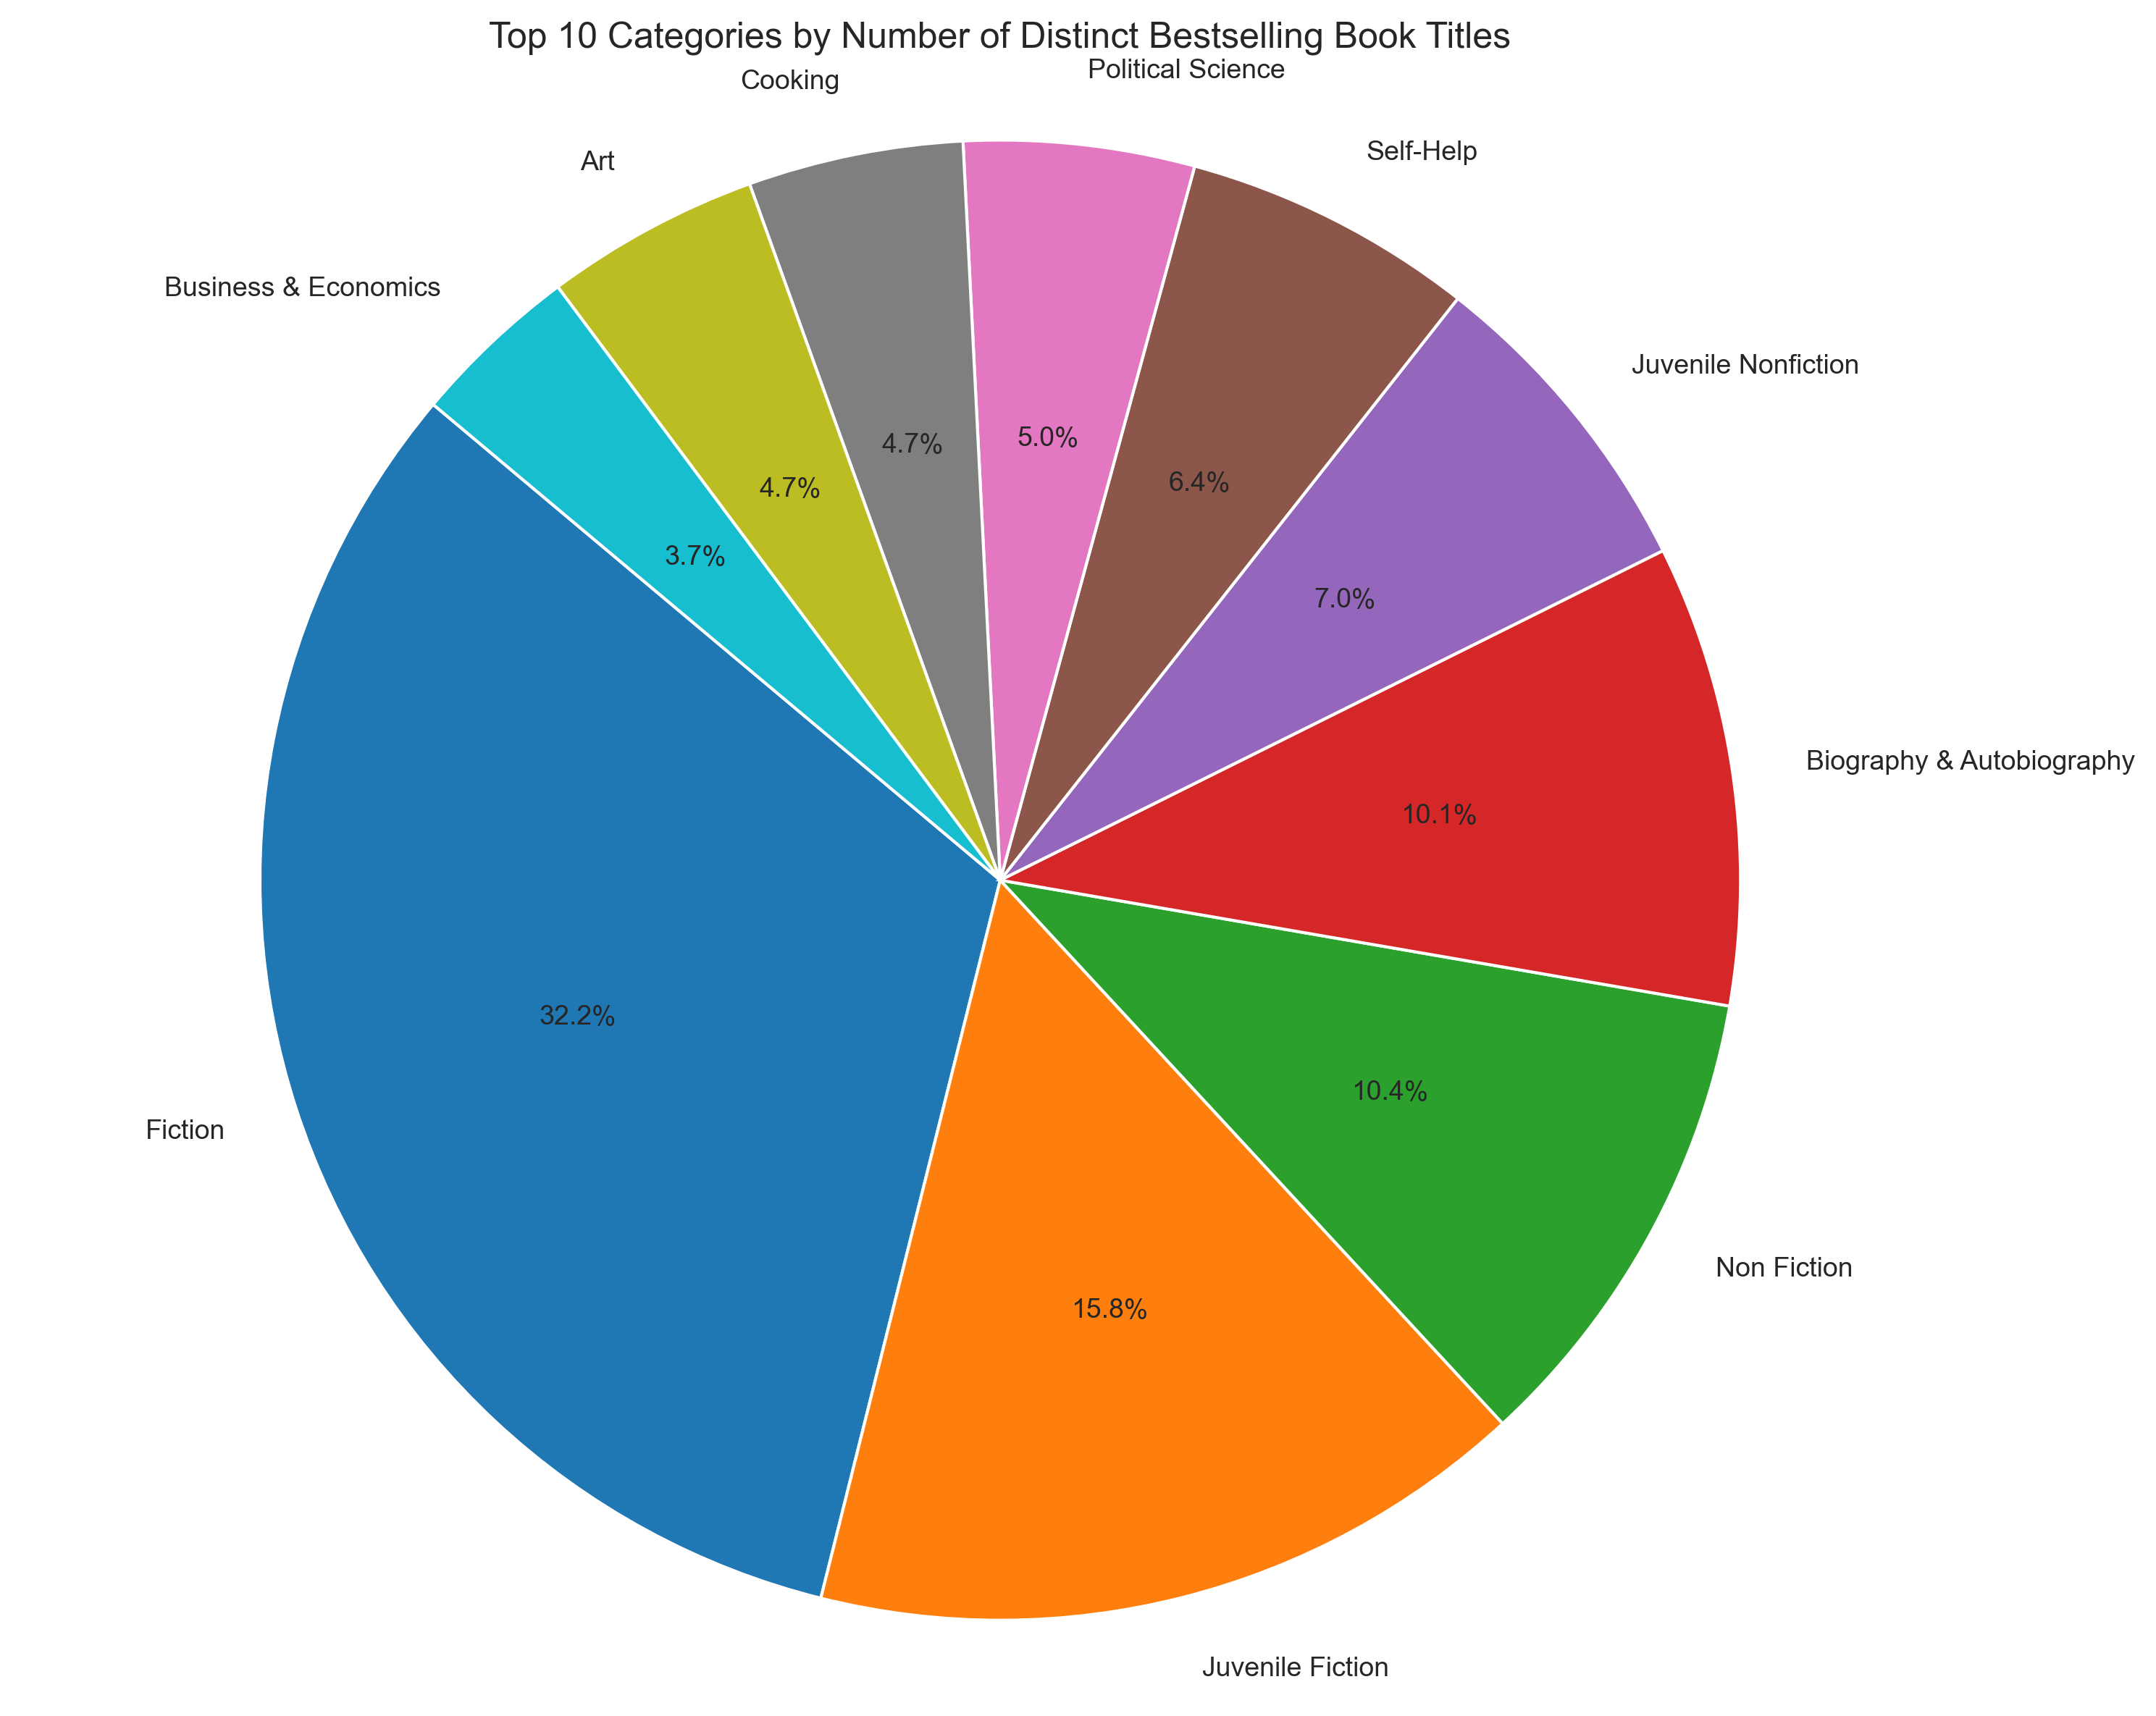 Top 10 Categories by Number of Distinct Bestselling Book Titles
Political Science
Cooking
Self-Help
Art
Business & Economics
Juvenile Nonfiction
5.0%
4.7%
6.4%
4.7%
3.7%
7.0%
Biography & Autobiography
10.1%
32.2%
10.4%
Fiction
Non Fiction
15.8%
Juvenile Fiction